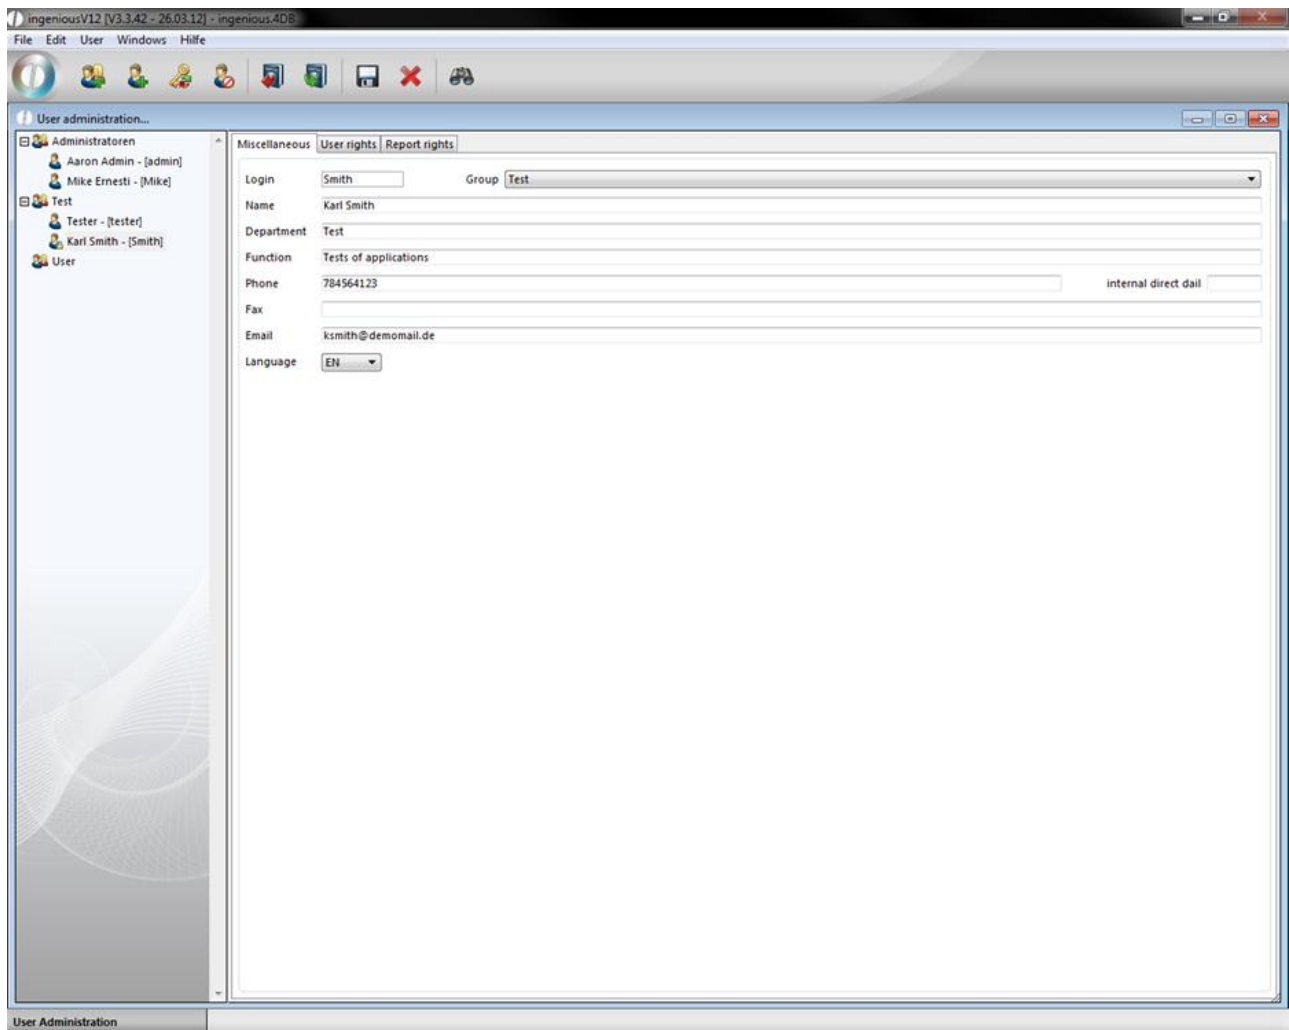 ingeniousV12 [V3.3.42 - 26.03.12] - ingenious.4DB
File Edit User Windows Hilfe
User administration...
Administratoren
Aaron Admin - [admin]
Mike Ernesti - [Mike]
Test
Tester - [tester]
Karl Smith - [Smith]
User
Miscellaneous User rights Report rights
Login Smith Group Test
Name Karl Smith
Department Test
Function Tests of applications
Phone 784564123 internal direct dail
Fax
Email ksmith@demomail.de
Language EN
User Administration